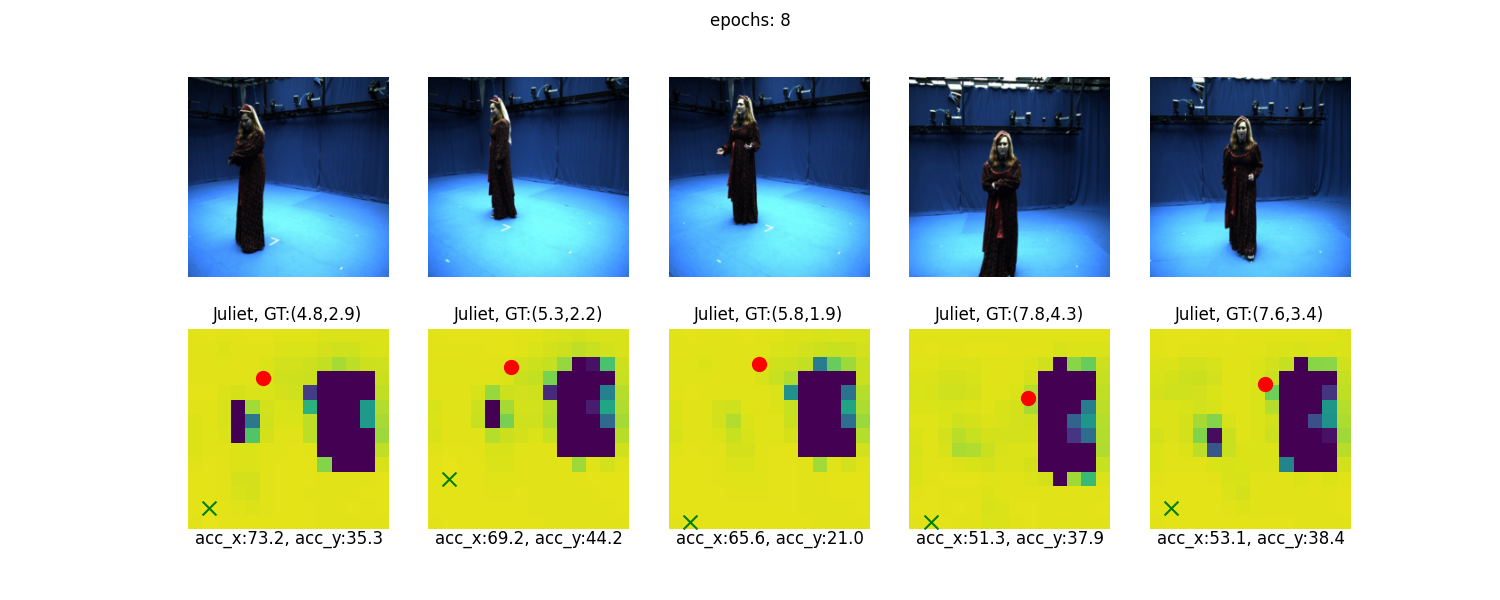 epochs: 8
Juliet, GT:(4.8,2.9)
Juliet, GT:(5.3,2.2)
Juliet, GT:(5.8,1.9)
Juliet, GT:(7.8,4.3)
Juliet, GT:(7.6,3.4)
acc_x:73.2, acc_y:35.3
acc_x:69.2, acc_y:44.2
acc_x:65.6, acc_y:21.0
acc_x:51.3, acc_y:37.9
acc_x:53.1, acc_y:38.4